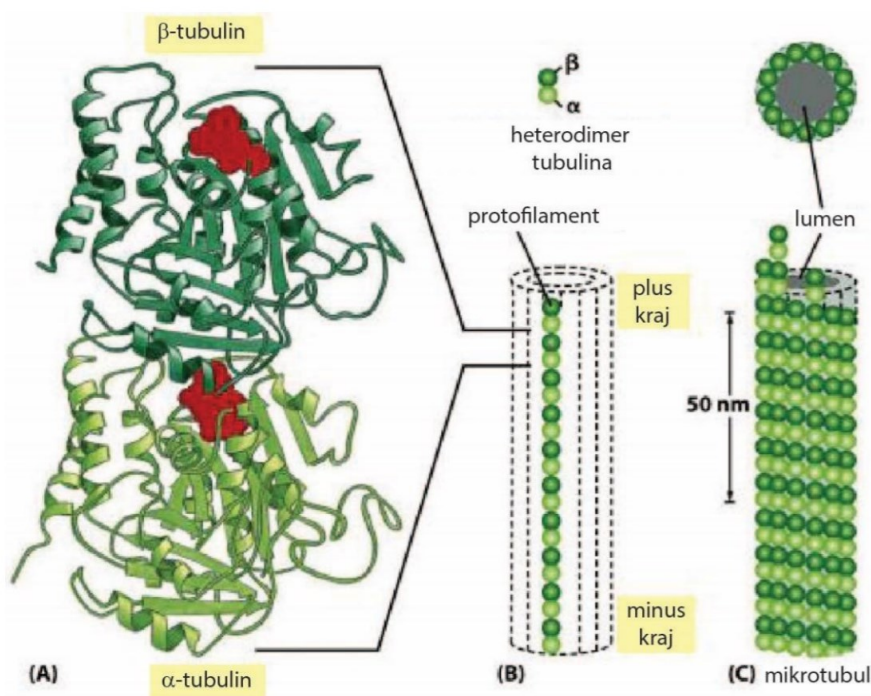 β-tubulin
α-tubulin
(A)
β
α
heterodimer
tubulina
protofilament
plus
kraj
minus
kraj
(B)
lumen
50 nm
(C) mikrotubul